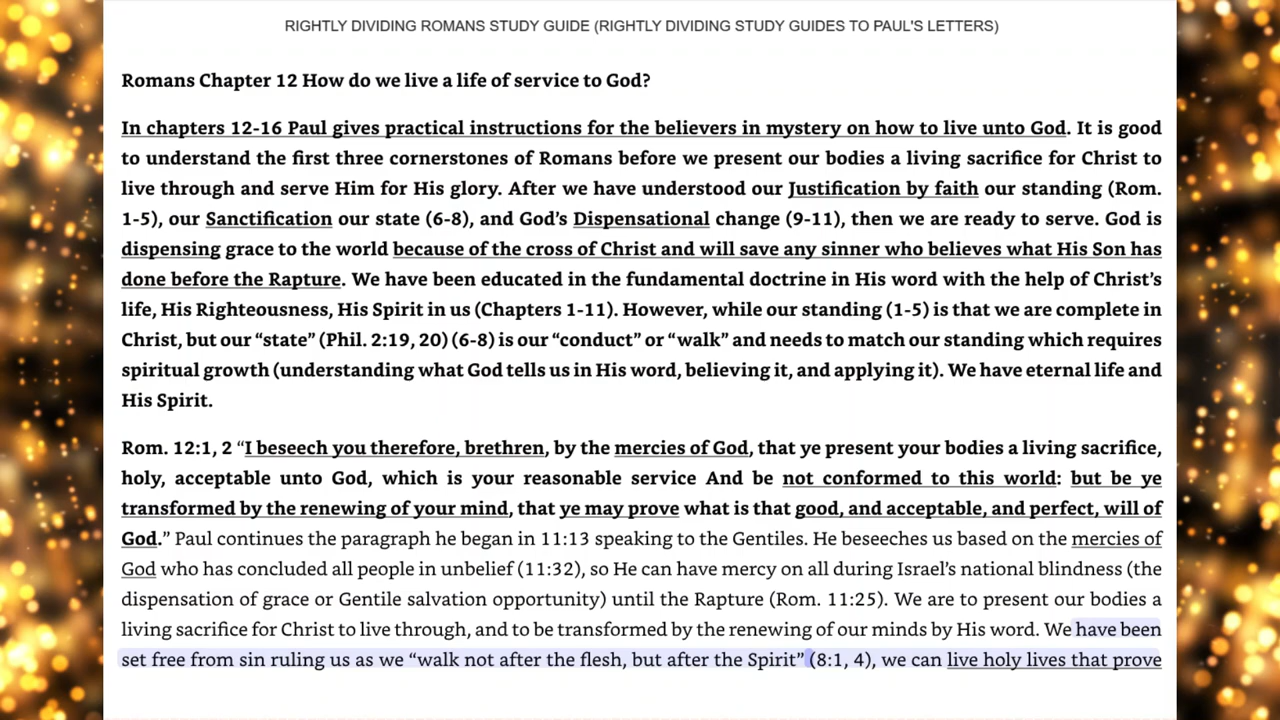 RIGHTLY DIVIDING ROMANS STUDY GUIDE (RIGHTLY DIVIDING STUDY GUIDES TO PAUL'S LETTERS)
Romans Chapter 12 How do we live a life of service to God?
In chapters 12-16 Paul gives practical instructions for the believers in mystery on how to live unto God. It is good
to understand the first three cornerstones of Romans before we present our bodies a living sacrifice for Christ to
live through and serve Him for His glory. After we have understood our Justification by faith our standing (Rom.
1-5), our Sanctification our state (6-8), and God’s Dispensational change (9-11), then we are ready to serve. God is
dispensing grace to the world because of the cross of Christ and will save any sinner who believes what His Son has
done before the Rapture. We have been educated in the fundamental doctrine in His word with the help of Christ’s
life, His Righteousness, His Spirit in us (Chapters 1-11). However, while our standing (1-5) is that we are complete in
Christ, but our “state” (Phil. 2:19, 20) (6-8) is our “conduct” or “walk” and needs to match our standing which requires
spiritual growth (understanding what God tells us in His word, believing it, and applying it). We have eternal life and
His Spirit.
Rom. 12:1, 2 “I beseech you therefore, brethren, by the mercies of God, that ye present your bodies a living sacrifice,
holy, acceptable unto God, which is your reasonable service And be not conformed to this world: but be ye
transformed by the renewing of your mind, that ye may prove what is that good, and acceptable, and perfect, will of
God.” Paul continues the paragraph he began in 11:13 speaking to the Gentiles. He beseeches us based on the mercies of
God who has concluded all people in unbelief (11:32), so He can have mercy on all during Israel’s national blindness (the
dispensation of grace or Gentile salvation opportunity) until the Rapture (Rom. 11:25). We are to present our bodies a
living sacrifice for Christ to live through, and to be transformed by the renewing of our minds by His word. We have been
set free from sin ruling us as we “walk not after the flesh, but after the Spirit” (8:1, 4), we can live holy lives that prove